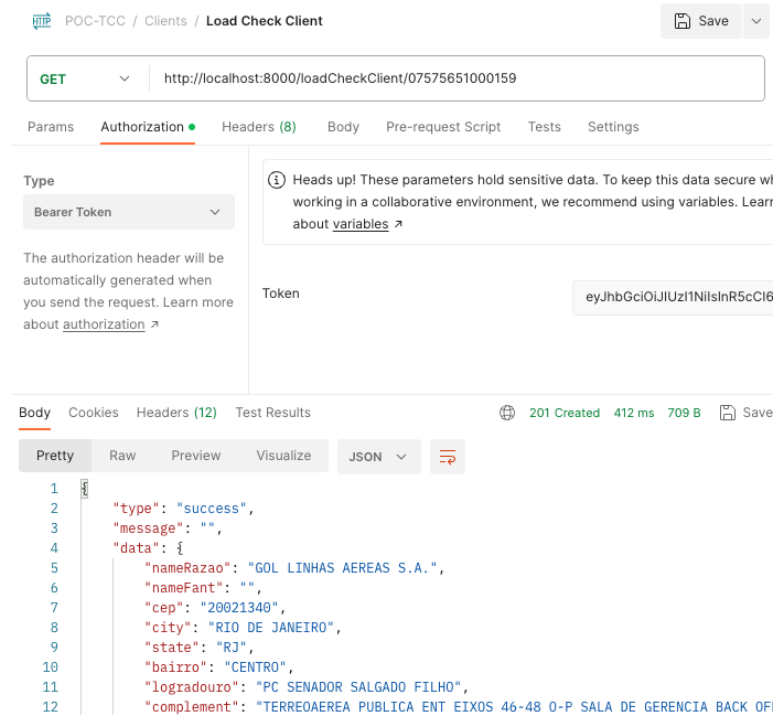 HTTP POC-TCC / Clients / Load Check Client Save
GET http://localhost:8000/loadCheckClient/07575651000159
Params Authorization Headers (8) Body Pre-request Script Tests Settings
Type
Bearer Token
The authorization header will be
automatically generated when
you send the request. Learn more
about authorization ↗
Heads up! These parameters hold sensitive data. To keep this data secure wh
working in a collaborative environment, we recommend using variables. Learn
about variables ↗
Token eyJhbGciOiJIUzI1NiIsInR5cCI6
Body Cookies Headers (12) Test Results 201 Created 412 ms 709 B Save
Pretty Raw Preview Visualize JSON
1 {
2 "type": "success",
3 "message": "",
4 "data": {
5 "nameRazao": "GOL LINHAS AEREAS S.A.",
6 "nameFant": "",
7 "cep": "20021340",
8 "city": "RIO DE JANEIRO",
9 "state": "RJ",
10 "bairro": "CENTRO",
11 "logradouro": "PC SENADOR SALGADO FILHO",
12 "complement": "TERREOAEREA PUBLICA ENT EIXOS 46-48 O-P SALA DE GERENCIA BACK OF